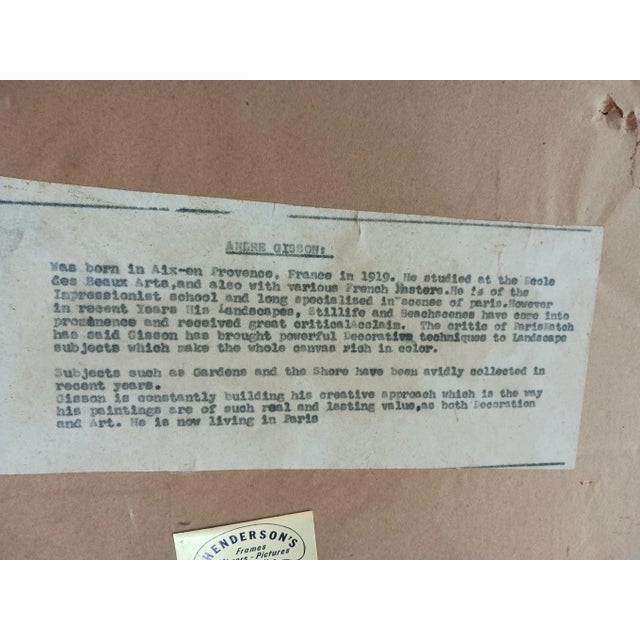 ANDRE GISSON:
Was born in Aix-en Provence, France in 1919. He studied at the Ecole
des Beaux Arts,and also with various French Masters.He is of the
Impressionist school and long specialized in scenes of paris.However
in recent Years His Landscapes, Stillife and Beachscenes have come into
prominence and received great critical acclaim. The critic of ParisMatch
has said Gisson has brought powerful Decorative techniques to Landscape
subjects which make the whole canvas rich in color.
Subjects such as Gardens and the Shore have been avidly collected in
recent years.
Gisson is constantly building his creative approach which is the way
his paintings are of such real and lasting value,as both Decoration
and Art. He is now living in Paris
HENDERSON'S
Frames
Pictures